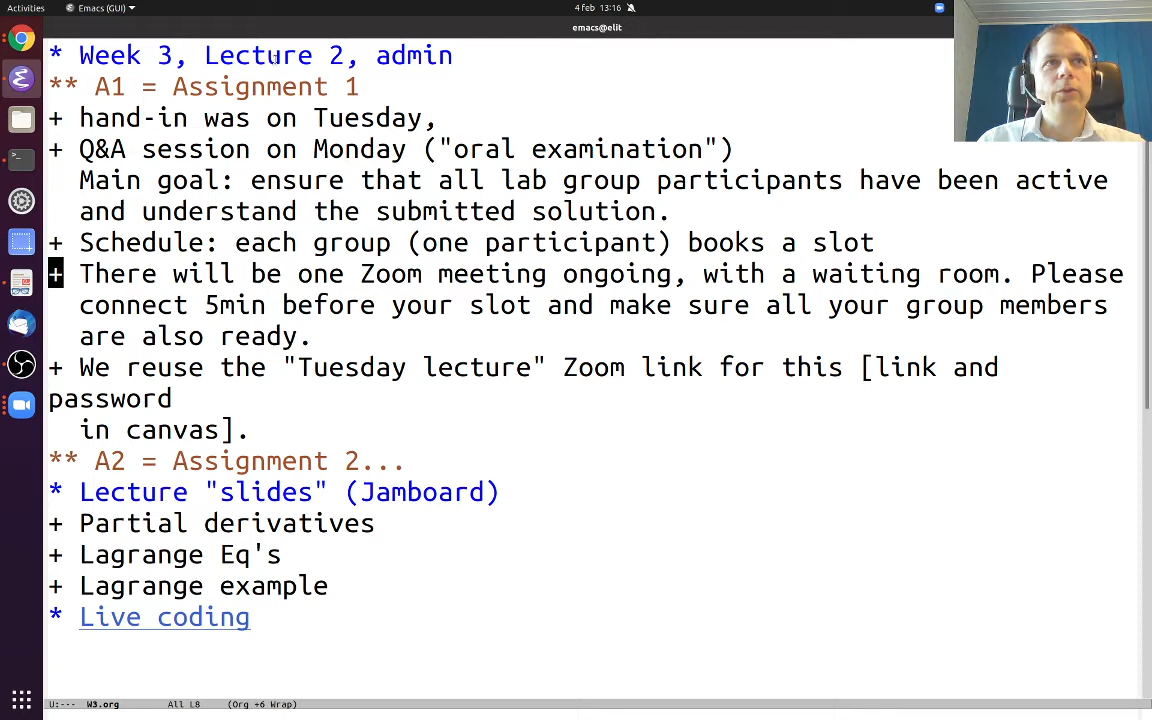 Activities
Emacs (GUI)
4 feb 13:16
emacs@elit
* Week 3, Lecture 2, admin
** A1 = Assignment 1
+ hand-in was on Tuesday,
+ Q&A session on Monday ("oral examination")
Main goal: ensure that all lab group participants have been active
and understand the submitted solution.
+ Schedule: each group (one participant) books a slot
+ There will be one Zoom meeting ongoing, with a waiting room. Please
connect 5min before your slot and make sure all your group members
are also ready.
+ We reuse the "Tuesday lecture" Zoom link for this [link and
password
in canvas].
** A2 = Assignment 2...
* Lecture "slides" (Jamboard)
+ Partial derivatives
+ Lagrange Eq's
+ Lagrange example
* Live coding
U:--- W3.org All L8 (Org +6 Wrap)